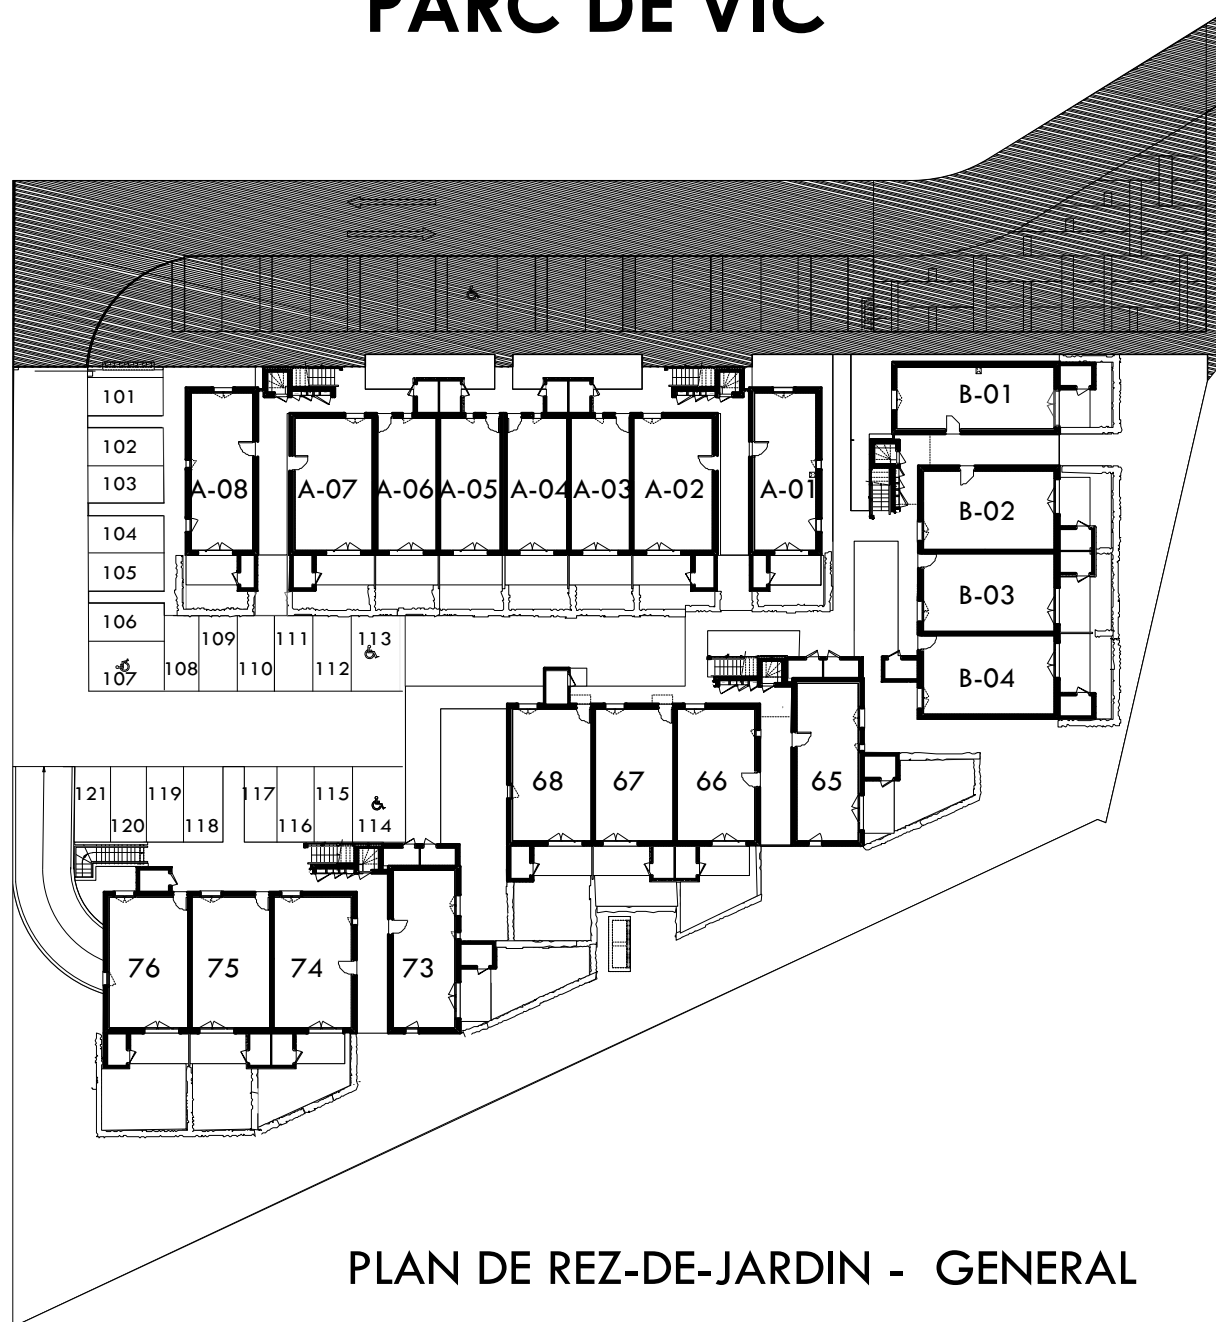 PARC DE VIC
101
B-01
102
103
A-08 A-07 A-06 A-05 A-04 A-03 A-02 A-01
B-02
104
105
B-03
106
109 111 113
107 108 110 112
B-04
68 67 66 65
121 119 117 115
120 118 116 114
76 75 74 73
PLAN DE REZ-DE-JARDIN - GENERAL